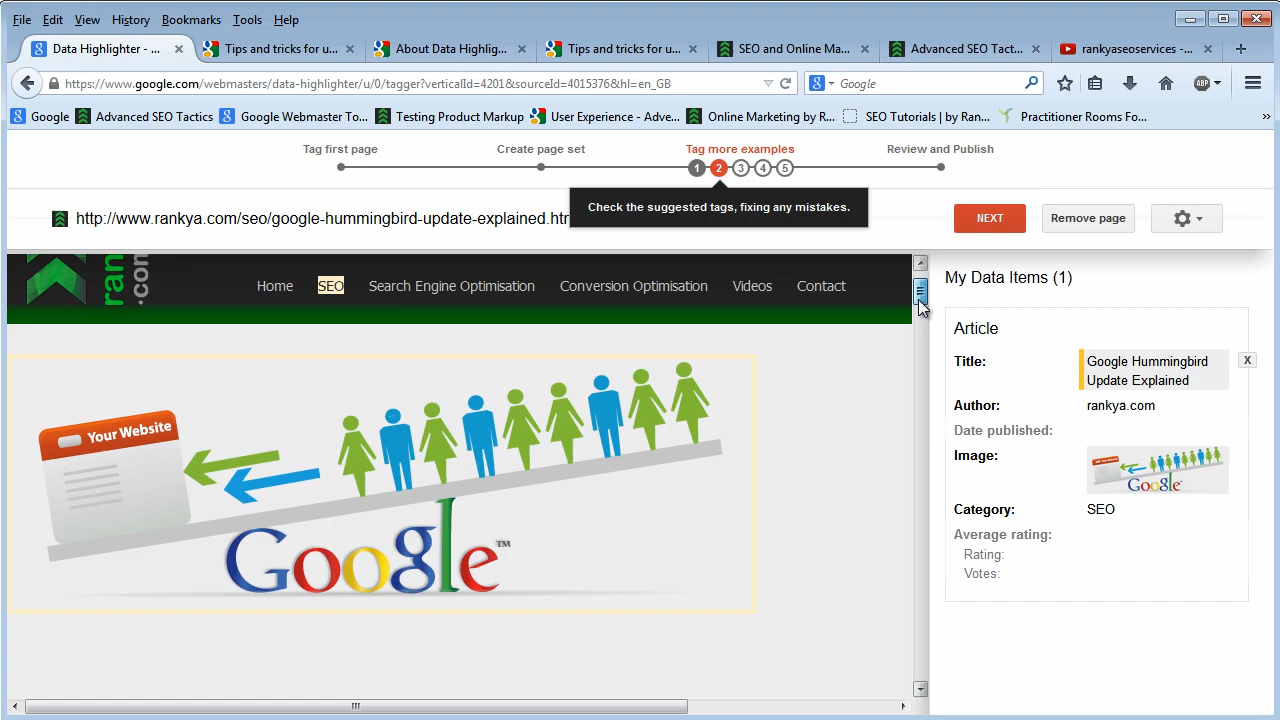 File Edit View History Bookmarks Tools Help
Data Highlighter - ... × Tips and tricks for u... × About Data Highlig... × Tips and tricks for u... × SEO and Online Ma... × Advanced SEO Tact... × rankyaseoservices - ... ×
https://www.google.com/webmasters/data-highlighter/u/0/tagger?verticalId=4201&sourceId=4015376&hl=en_GB Google ABP
Google Advanced SEO Tactics Google Webmaster To... Testing Product Markup User Experience - Adve... Online Marketing by R... SEO Tutorials | by Ran... Practitioner Rooms Fo... »
Tag first page Create page set Tag more examples Review and Publish
1 2 3 4 5
Check the suggested tags, fixing any mistakes.
http://www.rankya.com/seo/google-hummingbird-update-explained.htm NEXT Remove page
ran
.com
Home SEO Search Engine Optimisation Conversion Optimisation Videos Contact
Your Website
Google™
My Data Items (1)
Article
Title: Google Hummingbird X
Update Explained
Author: rankya.com
Date published:
Image:
Google
Category: SEO
Average rating:
Rating:
Votes: